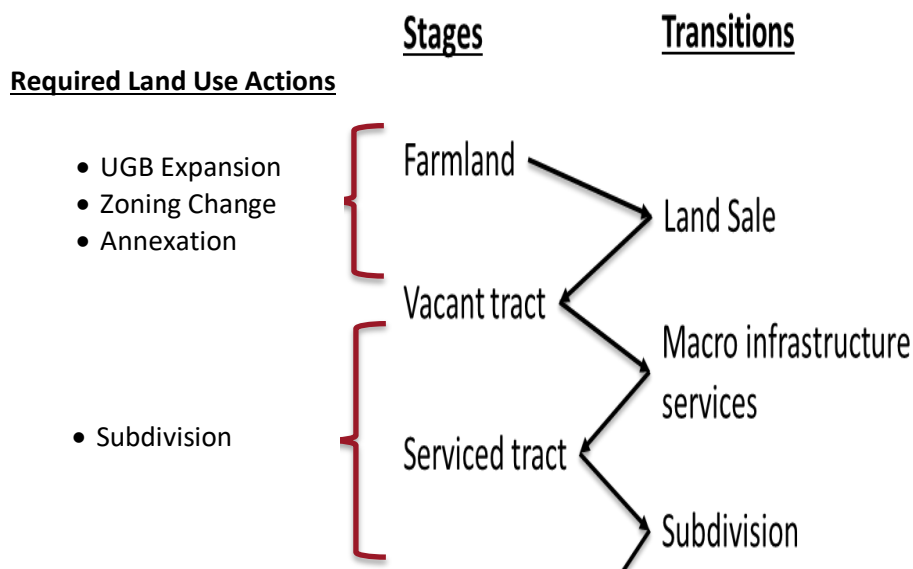 Stages
Transitions
Required Land Use Actions
• UGB Expansion
• Zoning Change
• Annexation
Farmland
Land Sale
Vacant tract
Macro infrastructure
services
• Subdivision
Serviced tract
Subdivision